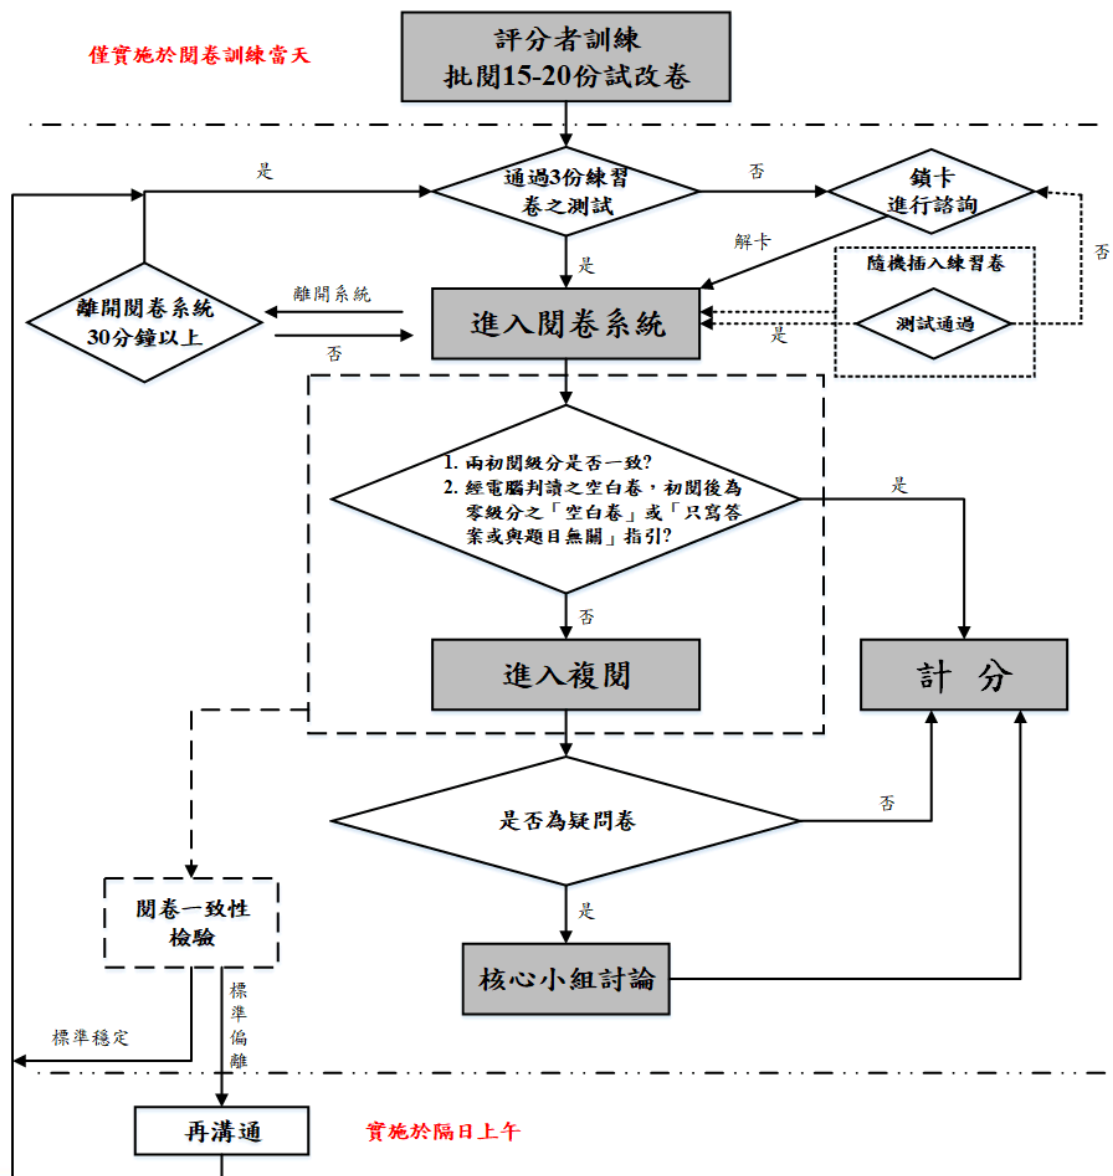 評分者訓練
批閱15-20份試改卷
僅實施於閱卷訓練當天
是
通過3份練習
卷之測試
否
鎖卡
進行諮詢
解卡
是
否
隨機插入練習卷
離開閱卷系統
30分鐘以上
離開系統
否
進入閱卷系統
是
測試通過
1. 兩初閱級分是否一致?
2. 經電腦判讀之空白卷，初閱後為
零級分之「空白卷」或「只寫答
案或與題目無關」指引?
是
否
進入複閱
計 分
是否為疑問卷
否
是
閱卷一致性
檢驗
核心小組討論
標準穩定
標準偏離
再溝通
實施於隔日上午